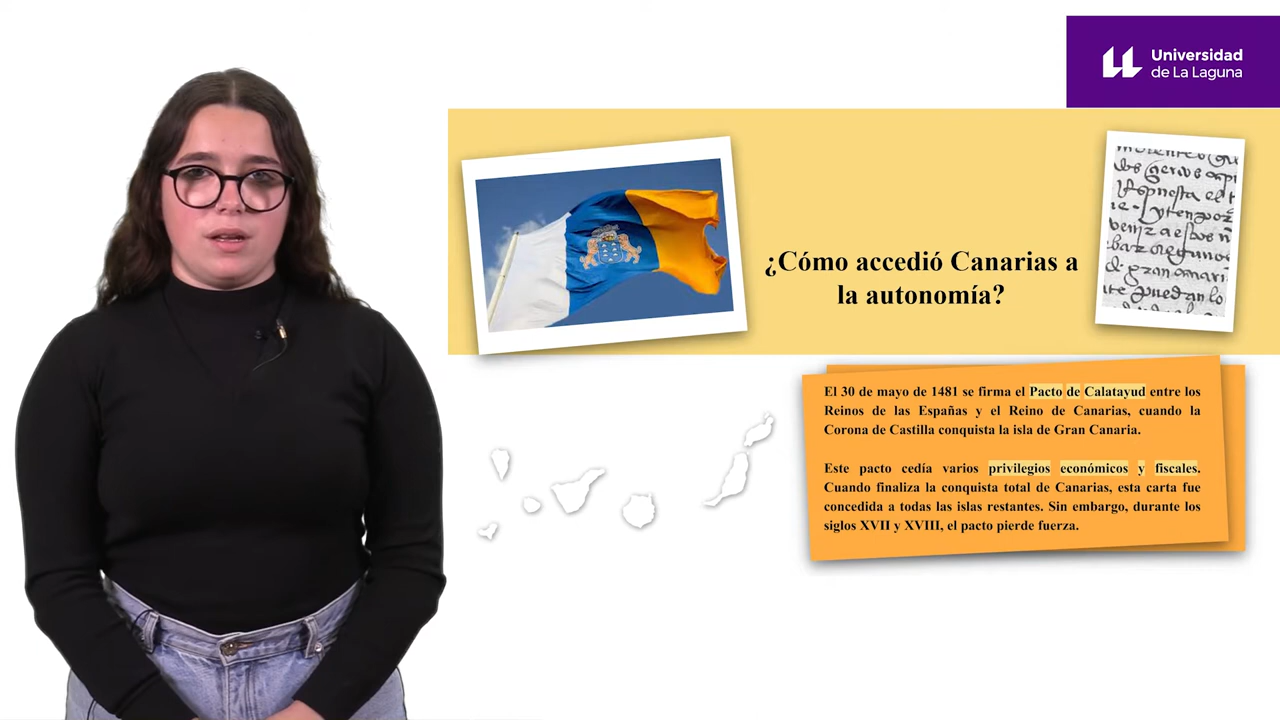 Universidad
de La Laguna
¿Cómo accedió Canarias a
la autonomía?
El 30 de mayo de 1481 se firma el Pacto de Calatayud entre los
Reinos de las Españas y el Reino de Canarias, cuando la
Corona de Castilla conquista la isla de Gran Canaria.
Este pacto cedía varios privilegios económicos y fiscales.
Cuando finaliza la conquista total de Canarias, esta carta fue
concedida a todas las islas restantes. Sin embargo, durante los
siglos XVII y XVIII, el pacto pierde fuerza.